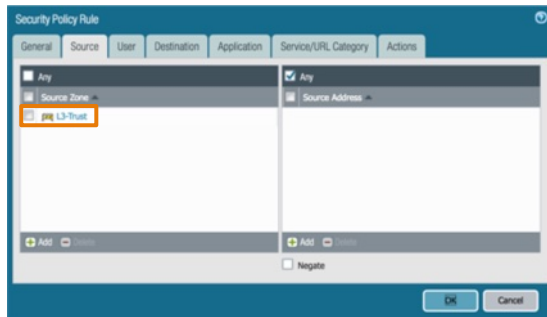 Security Policy Rule
General Source User Destination Application Service/URL Category Actions
Any Any
Source Zone Source Address
L3-Trust
Add Delete Add Delete
Negate
OK Cancel